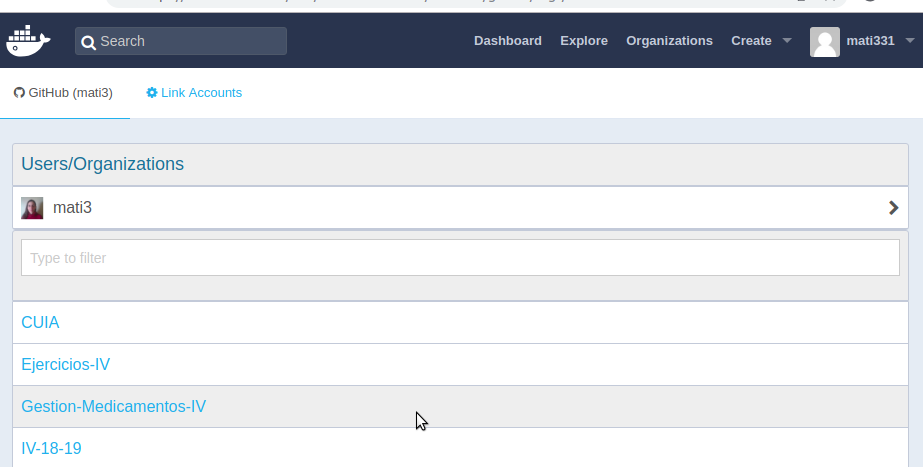 Search Dashboard Explore Organizations Create mati331
GitHub (mati3) Link Accounts
Users/Organizations
mati3
Type to filter
CUIA
Ejercicios-IV
Gestion-Medicamentos-IV
IV-18-19